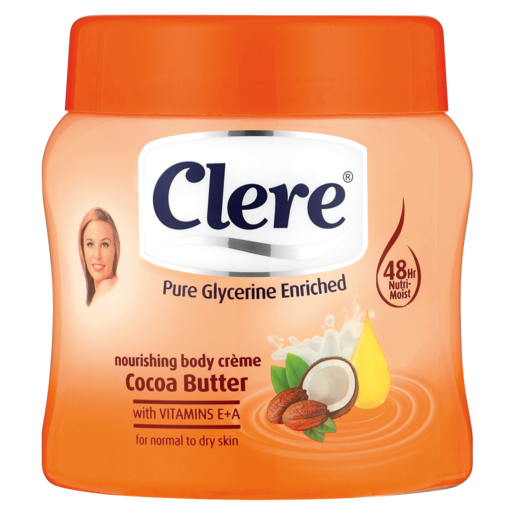 Clere®
Pure Glycerine Enriched
48Hr
Nutri-
Moist
nourishing body crème
Cocoa Butter
with VITAMINS E+A
for normal to dry skin